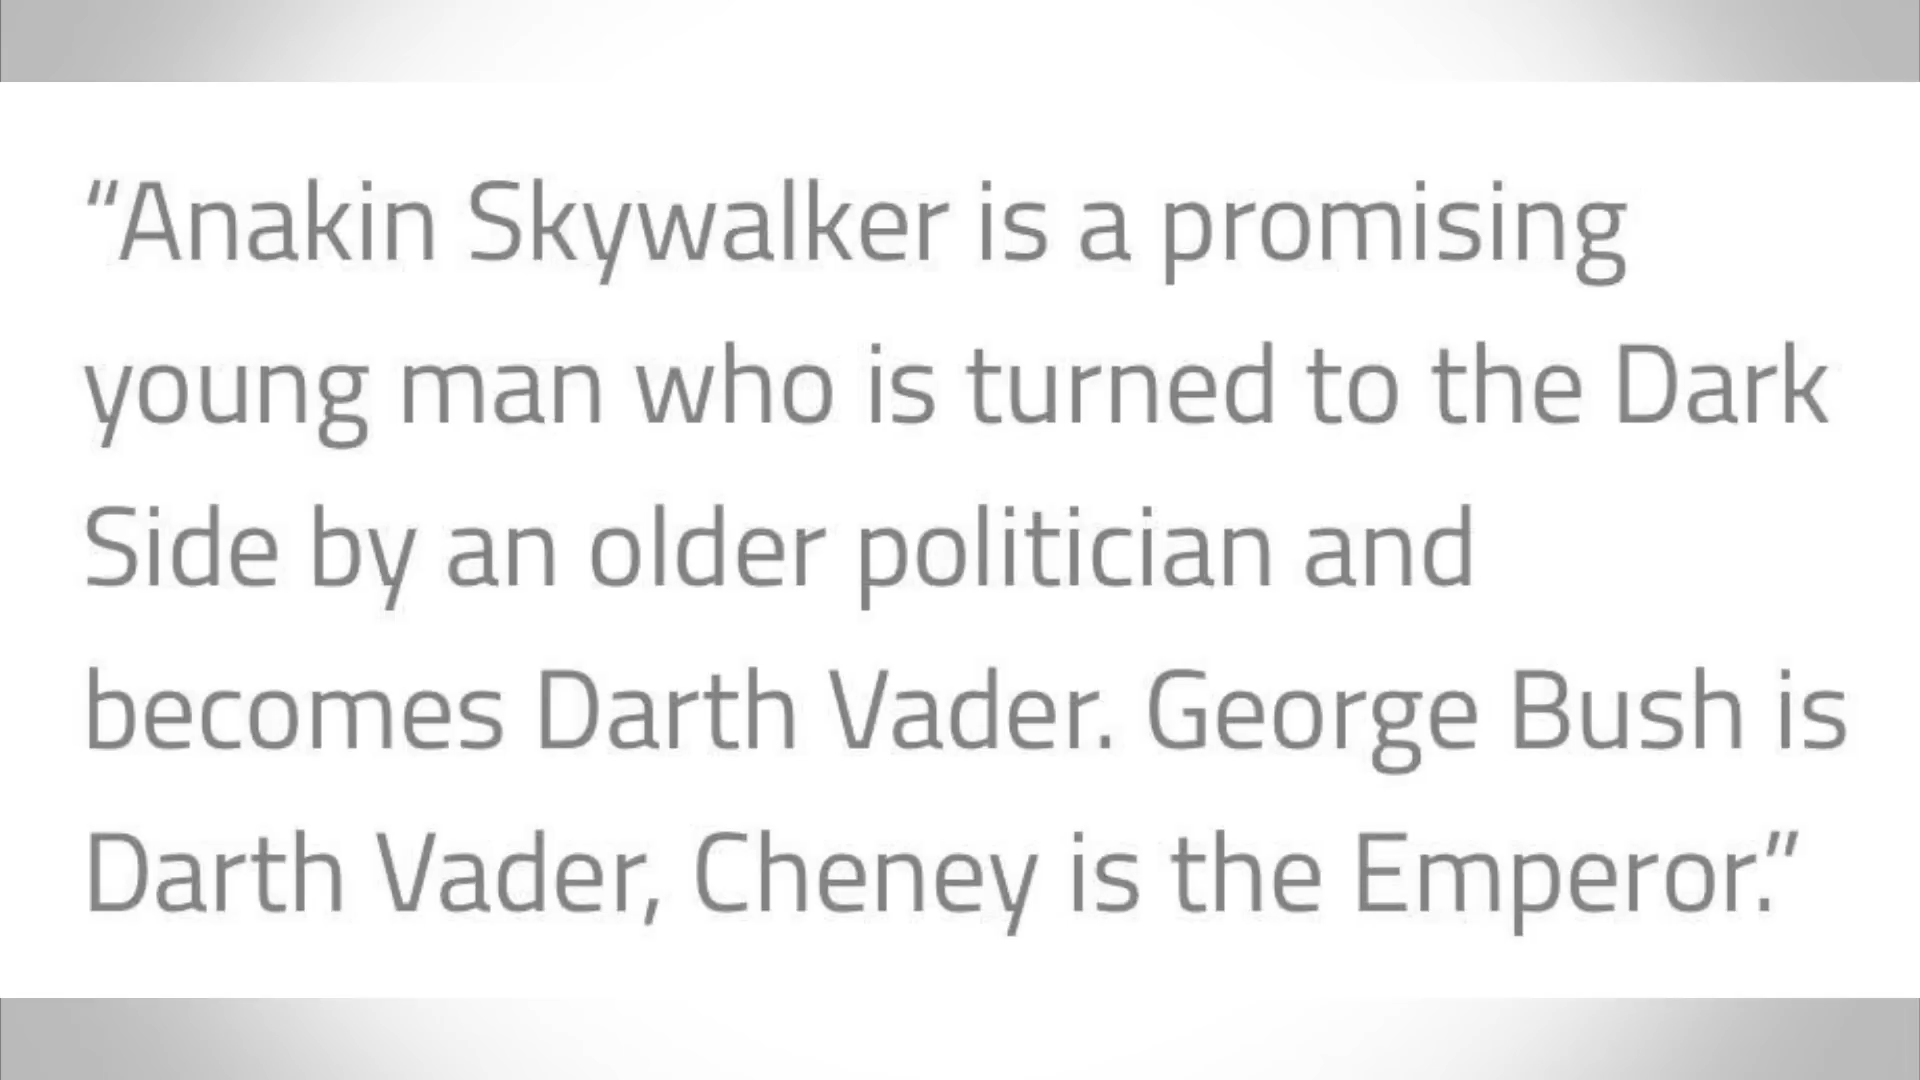 “Anakin Skywalker is a promising
young man who is turned to the Dark
Side by an older politician and
becomes Darth Vader. George Bush is
Darth Vader, Cheney is the Emperor.”